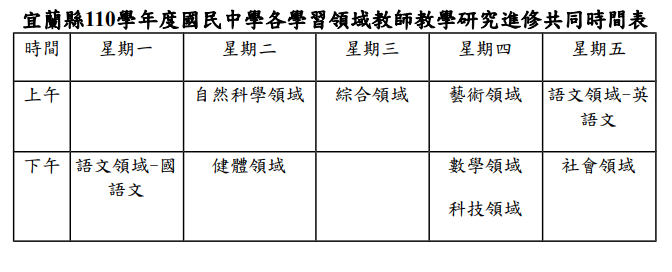 宜蘭縣110學年度國民中學各學習領域教師教學研究進修共同時間表
時間 星期一 星期二 星期三 星期四 星期五
上午 自然科學領域 綜合領域 藝術領域 語文領域-英
語文
下午 語文領域-國 健體領域 數學領域 社會領域
語文
科技領域